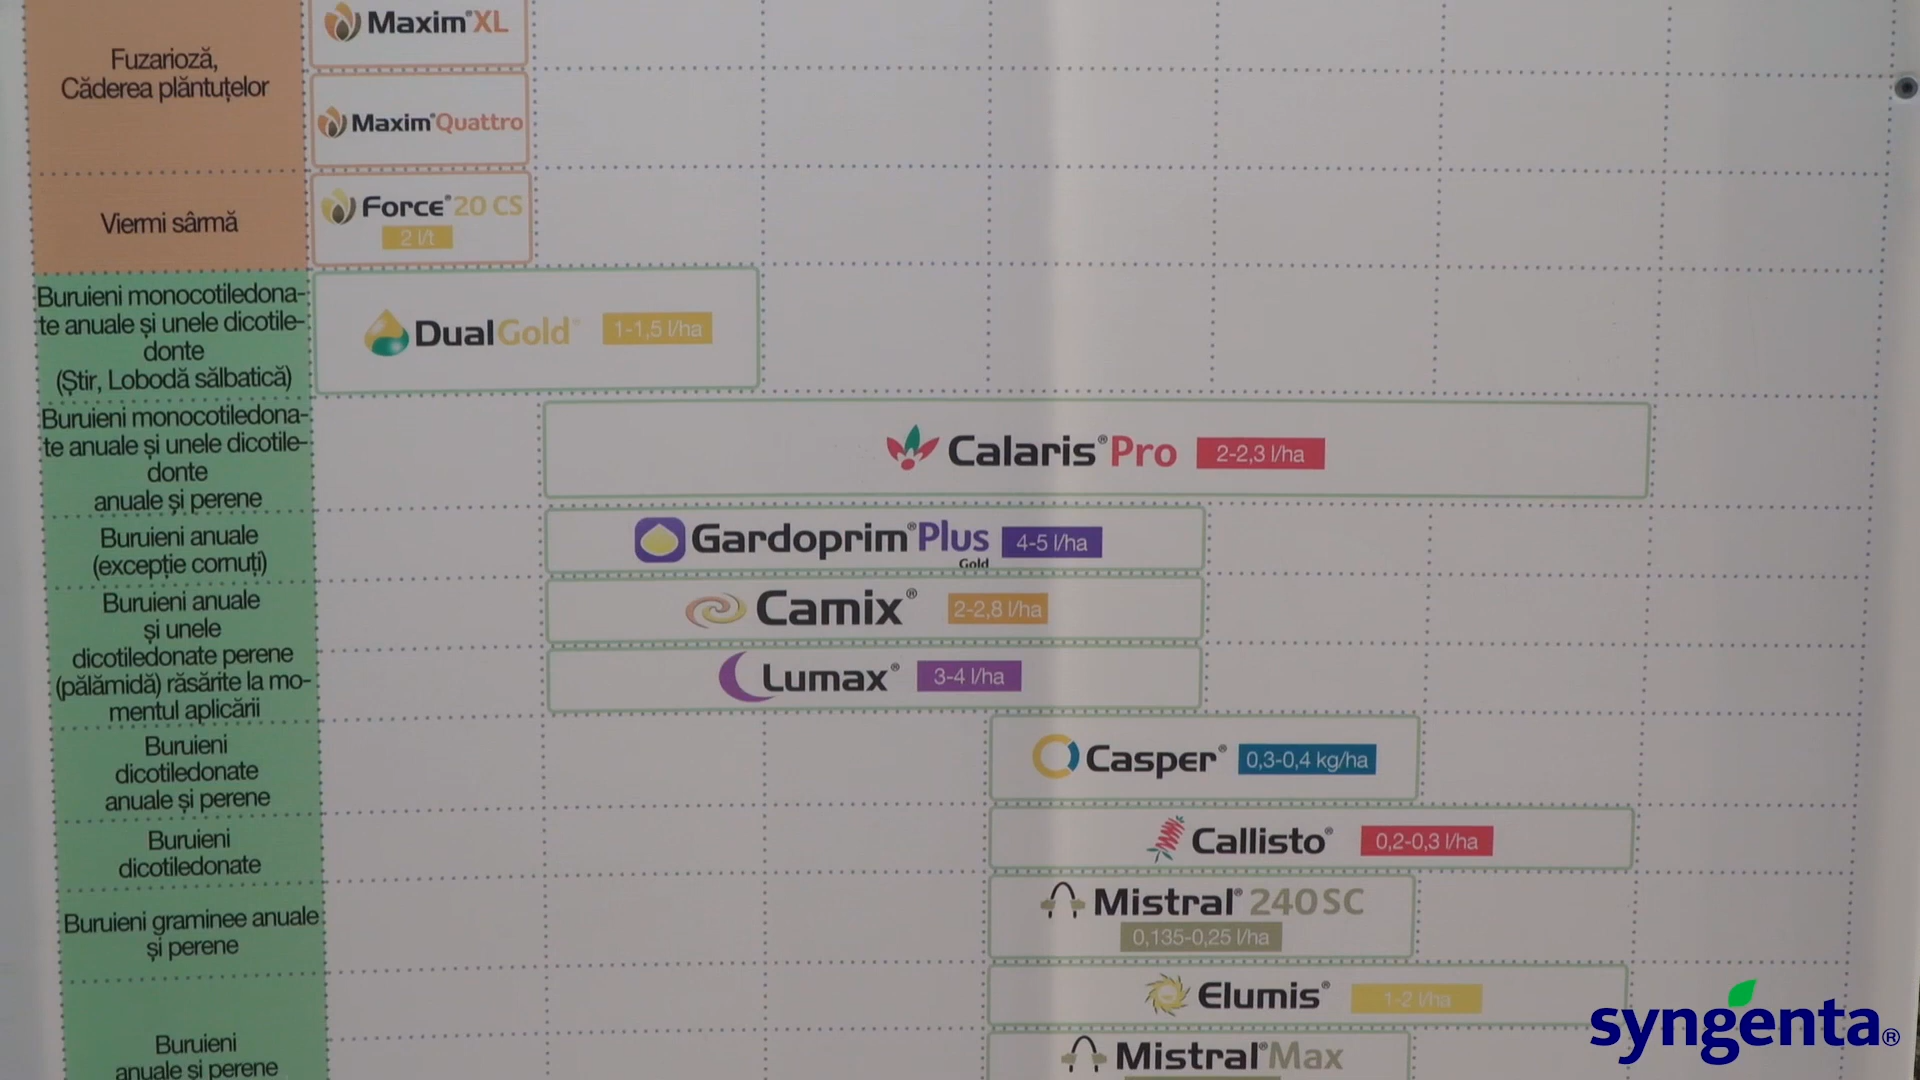 Maxim® XL
Fuzarioză,
Căderea plăntuțelor
Maxim® Quattro
Viermi sârmă
Force® 20 CS
2 l/t
Buruieni monocotiledona-
te anuale și unele dicotile-
donte
(Știr, Lobodă sălbatică)
DualGold® 1-1,5 l/ha
Buruieni monocotiledona-
te anuale și unele dicotile-
donte
anuale și perene
Calaris® Pro 2-2,3 l/ha
Buruieni anuale
(excepție cornuți)
Gardoprim® Plus 4-5 l/ha
Gold
Buruieni anuale
și unele
dicotiledonate perene
(pălămidă) răsărite la mo-
mentul aplicării
Camix® 2-2,8 l/ha
Lumax® 3-4 l/ha
Buruieni
dicotiledonate
anuale și perene
Casper® 0,3-0,4 kg/ha
Buruieni
dicotiledonate
Callisto® 0,2-0,3 l/ha
Buruieni graminee anuale
și perene
Mistral® 240 SC
0,135-0,25 l/ha
Elumis® 1-2 l/ha
Buruieni
anuale și perene
Mistral® Max
syngenta®